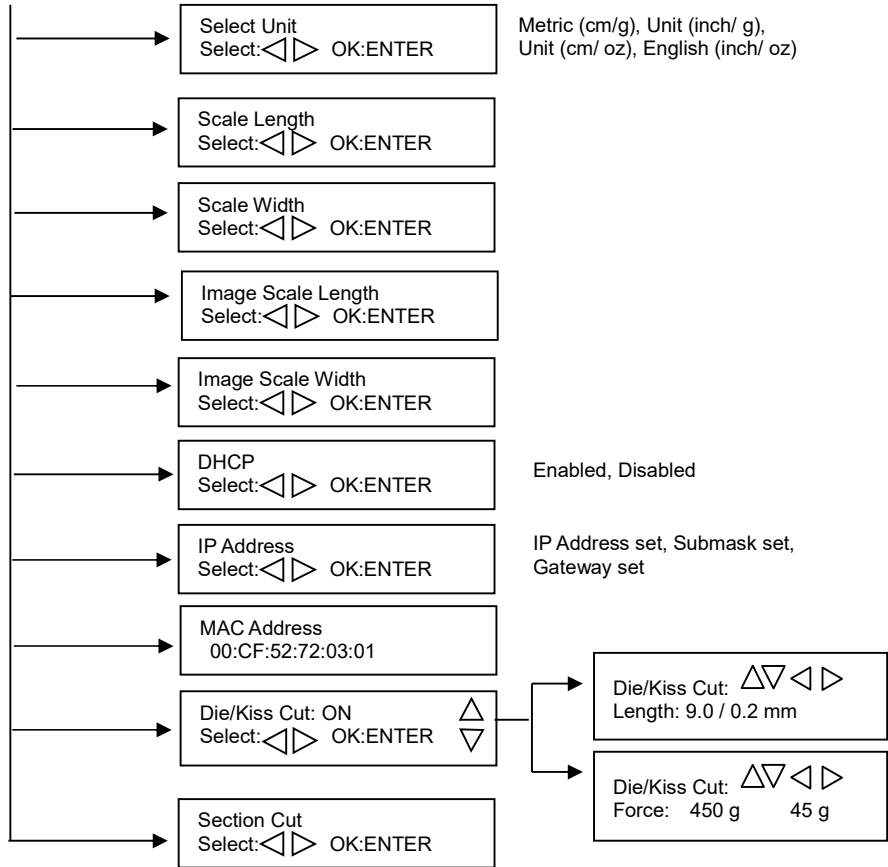 Select Unit
Select:◁▷ OK:ENTER
Metric (cm/g), Unit (inch/ g),
Unit (cm/ oz), English (inch/ oz)
Scale Length
Select:◁▷ OK:ENTER
Scale Width
Select:◁▷ OK:ENTER
Image Scale Length
Select:◁▷ OK:ENTER
Image Scale Width
Select:◁▷ OK:ENTER
DHCP
Select:◁▷ OK:ENTER
Enabled, Disabled
IP Address
Select:◁▷ OK:ENTER
IP Address set, Submask set,
Gateway set
MAC Address
00:CF:52:72:03:01
Die/Kiss Cut: ON △
Select:◁▷ OK:ENTER ▽
Die/Kiss Cut: △▽◁ ▷
Length: 9.0 / 0.2 mm
Die/Kiss Cut: △▽◁ ▷
Force: 450 g 45 g
Section Cut
Select:◁▷ OK:ENTER